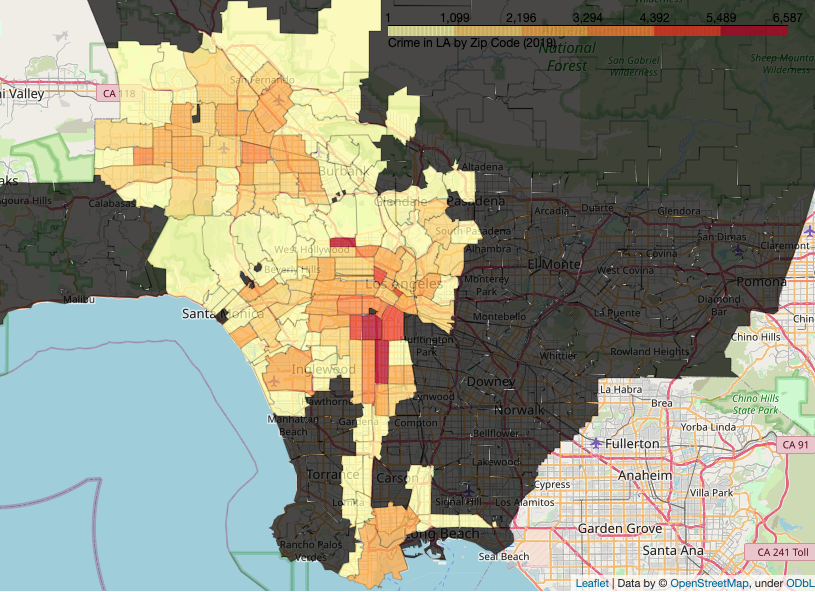 Wilderness
1 1,099 2,196 3,294 4,392 5,489 6,587
Crime in LA by Zip Code (2019)
National
Forest
San Gabriel
Wilderness
Sheep Mounta
Wilderness
San Fernando
CA 118
ni Valley
Burbank
Altadena
aks
Calabasas
goura Hills
Glendale
Pasadena
Arcadia
Duarte
Glendora
South Pasadena
San Dimas
West Hollywood
Alhambra
Covina
Claremont
Beverly Hills
El Monte
West Covina
Los Angeles
Monterey
Park
Pomona
Malibu
Diamond
Bar
Santa Monica
Montebello
La Puente
Chin
Chino Hills
Huntington
Park
Whittier
Rowland Heights
Inglewood
Downey
La Habra
Chino Hills
State Park
Hawthorne
ynwood
Norwalk
Brea
Manhattan
Beach
Gardena
Compton
Bellflower
Yorba Linda
Fullerton
CA 91
Lakewood
Torrance
Carson
Cypress
Anaheim
Villa Park
Lomita
Signal Hill
Los Alamitos
Garden Grove
Long Beach
Rancho Palos
Verdes
Seal Beach
Santa Ana
CA 241 Toll
Leaflet | Data by © OpenStreetMap, under ODbL